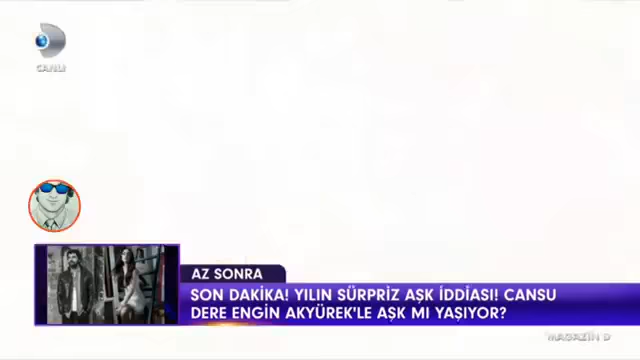 CANLI
AZ SONRA
SON DAKİKA! YILIN SÜRPRİZ AŞK İDDİASI! CANSU
DERE ENGİN AKYÜREK'LE AŞK MI YAŞIYOR?
MAGAZİN D